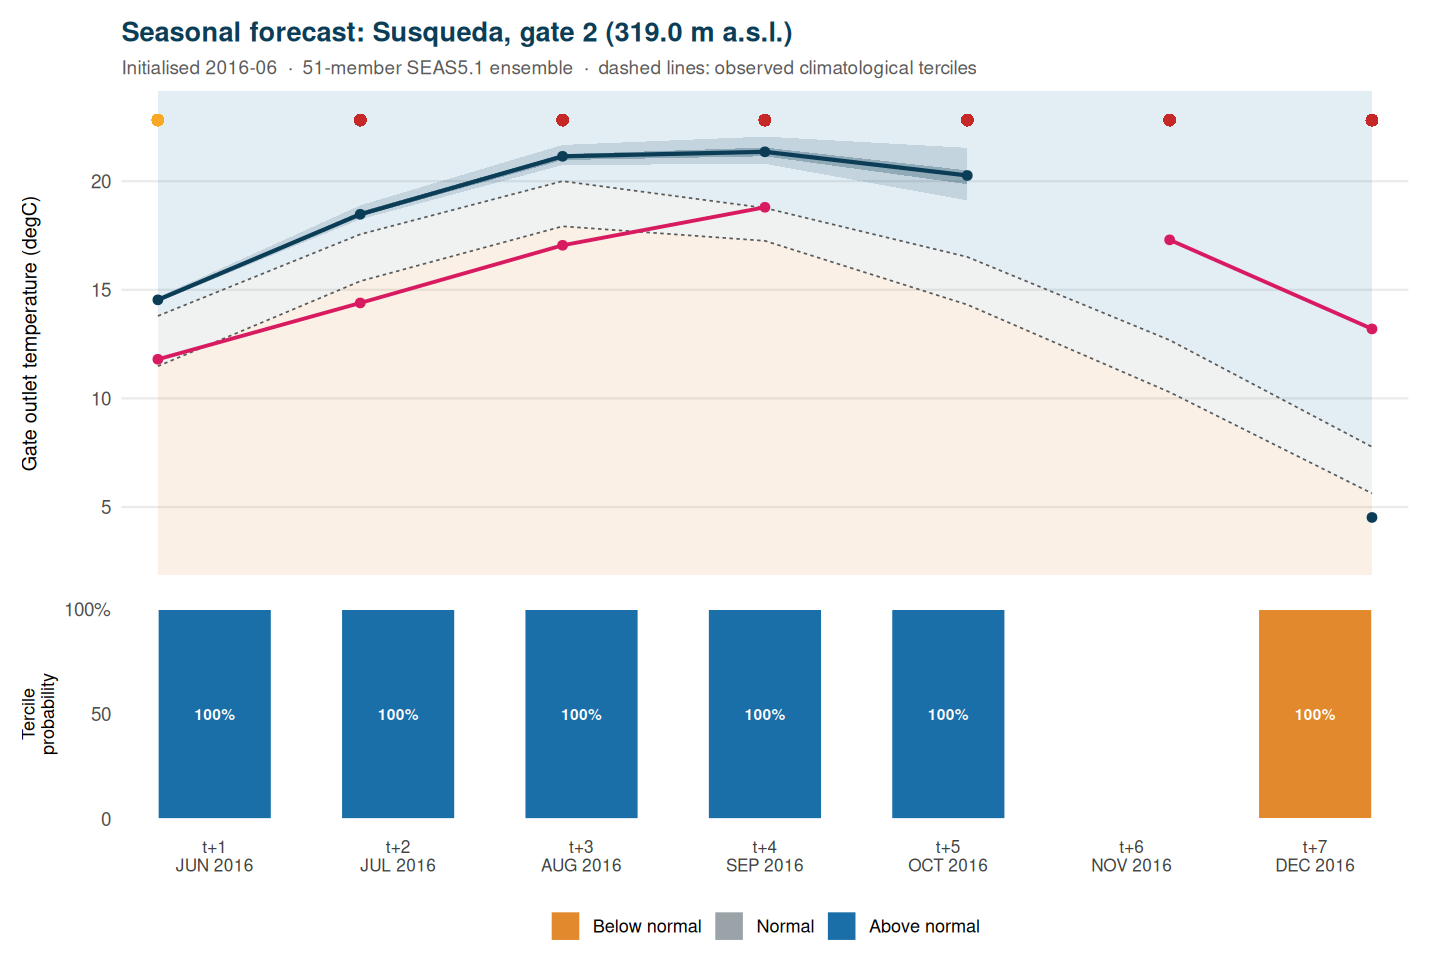 Seasonal forecast: Susqueda, gate 2 (319.0 m a.s.l.)
Initialised 2016-06 · 51-member SEAS5.1 ensemble · dashed lines: observed climatological terciles
Gate outlet temperature (degC)
20
15
10
5
Tercile
probability
100%
50
0
100%
100%
100%
100%
100%
100%
t+1
JUN 2016
t+2
JUL 2016
t+3
AUG 2016
t+4
SEP 2016
t+5
OCT 2016
t+6
NOV 2016
t+7
DEC 2016
Below normal
Normal
Above normal